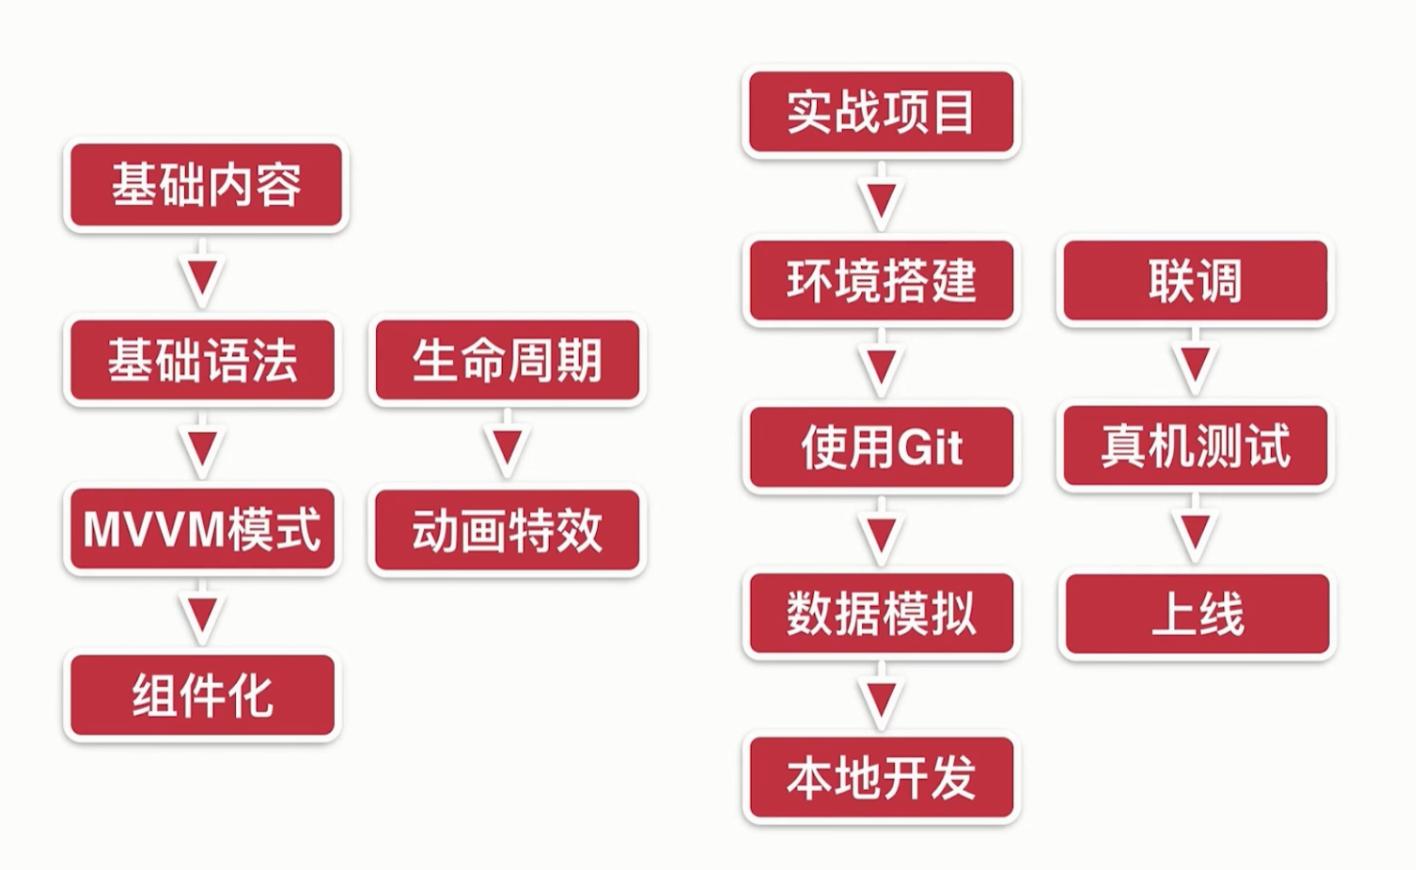 基础内容
基础语法
MVVM模式
组件化
生命周期
动画特效
实战项目
环境搭建
使用Git
数据模拟
本地开发
联调
真机测试
上线